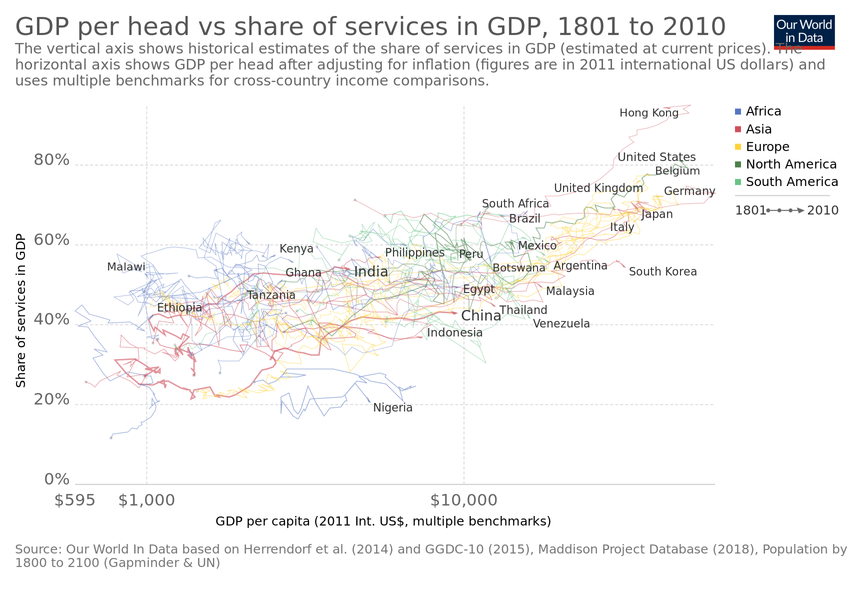 GDP per head vs share of services in GDP, 1801 to 2010
Our World
in Data
The vertical axis shows historical estimates of the share of services in GDP (estimated at current prices). The
horizontal axis shows GDP per head after adjusting for inflation (figures are in 2011 international US dollars) and
uses multiple benchmarks for cross-country income comparisons.
Hong Kong
Africa
Asia
Europe
North America
South America
1801
2010
80%
United States
Belgium
United Kingdom
Germany
South Africa
Japan
Brazil
Italy
60%
Kenya
Philippines
Peru
Mexico
Malawi
Ghana
India
Botswana
Argentina
South Korea
Tanzania
Egypt
Malaysia
Ethiopia
China
Thailand
40%
Venezuela
Indonesia
20%
Nigeria
0%
Share of services in GDP
$595
$1,000
$10,000
GDP per capita (2011 Int. US$, multiple benchmarks)
Source: Our World In Data based on Herrendorf et al. (2014) and GGDC-10 (2015), Maddison Project Database (2018), Population by
1800 to 2100 (Gapminder & UN)